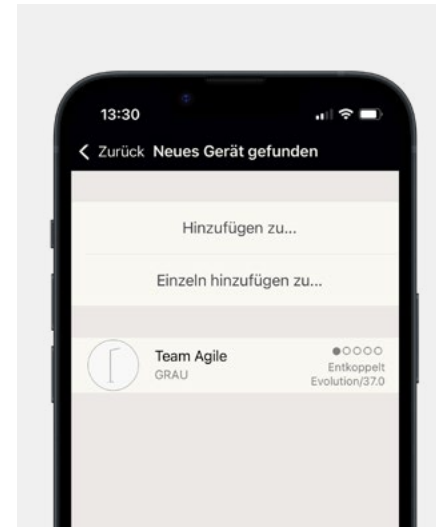 13:30
Zurück Neues Gerät gefunden
Hinzufügen zu...
Einzeln hinzufügen zu...
Team Agile
GRAU
Entkoppelt
Evolution/37.0